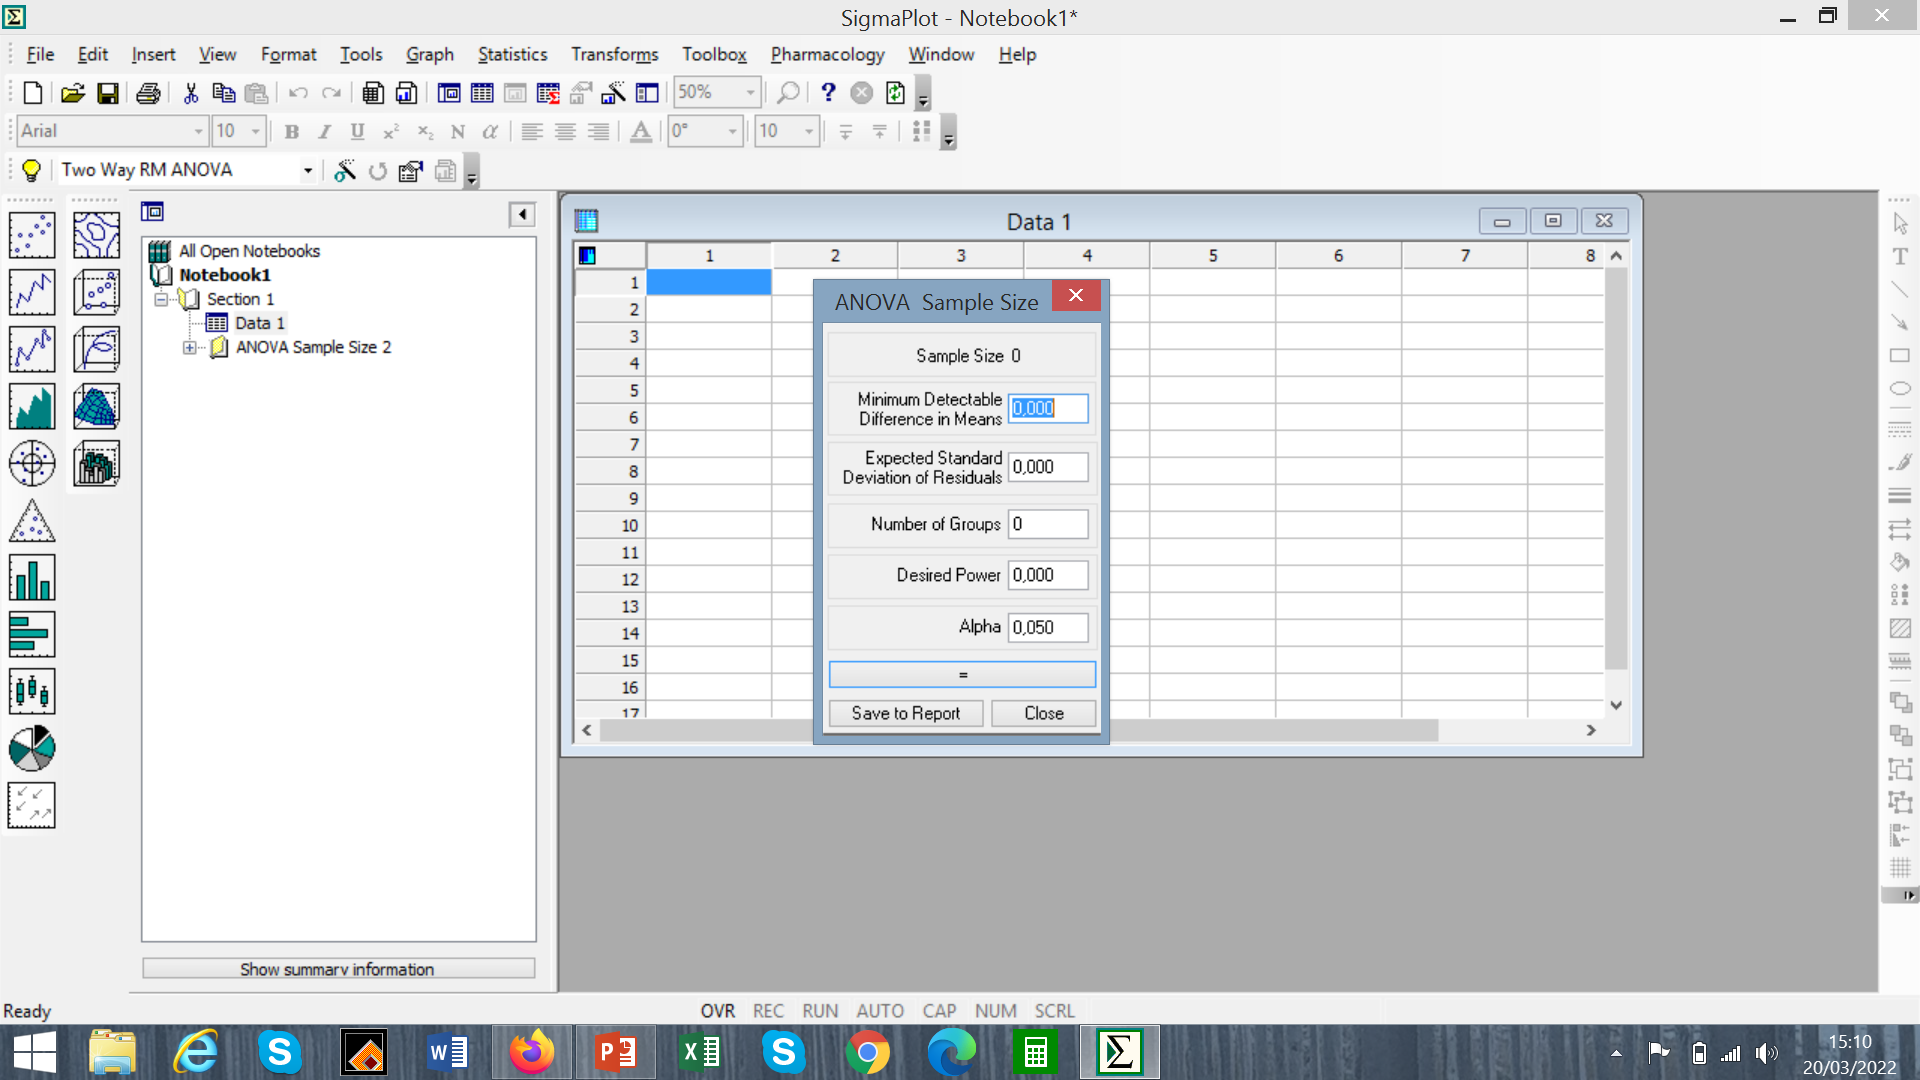 SigmaPlot - Notebook1*
File Edit Insert View Format Tools Graph Statistics Transforms Toolbox Pharmacology Window Help
50%
Arial 10 B I U x² x₂ N α A 0° 10
Two Way RM ANOVA
All Open Notebooks
Notebook1
Section 1
Data 1
ANOVA Sample Size 2
Show summary information
Data 1
1 2 3 4 5 6 7 8
1
2
3
4
5
6
7
8
9
10
11
12
13
14
15
16
17
ANOVA Sample Size
Sample Size 0
Minimum Detectable
Difference in Means 0,000
Expected Standard
Deviation of Residuals 0,000
Number of Groups 0
Desired Power 0,000
Alpha 0,050
=
Save to Report Close
Ready
OVR REC RUN AUTO CAP NUM SCRL
15:10
20/03/2022